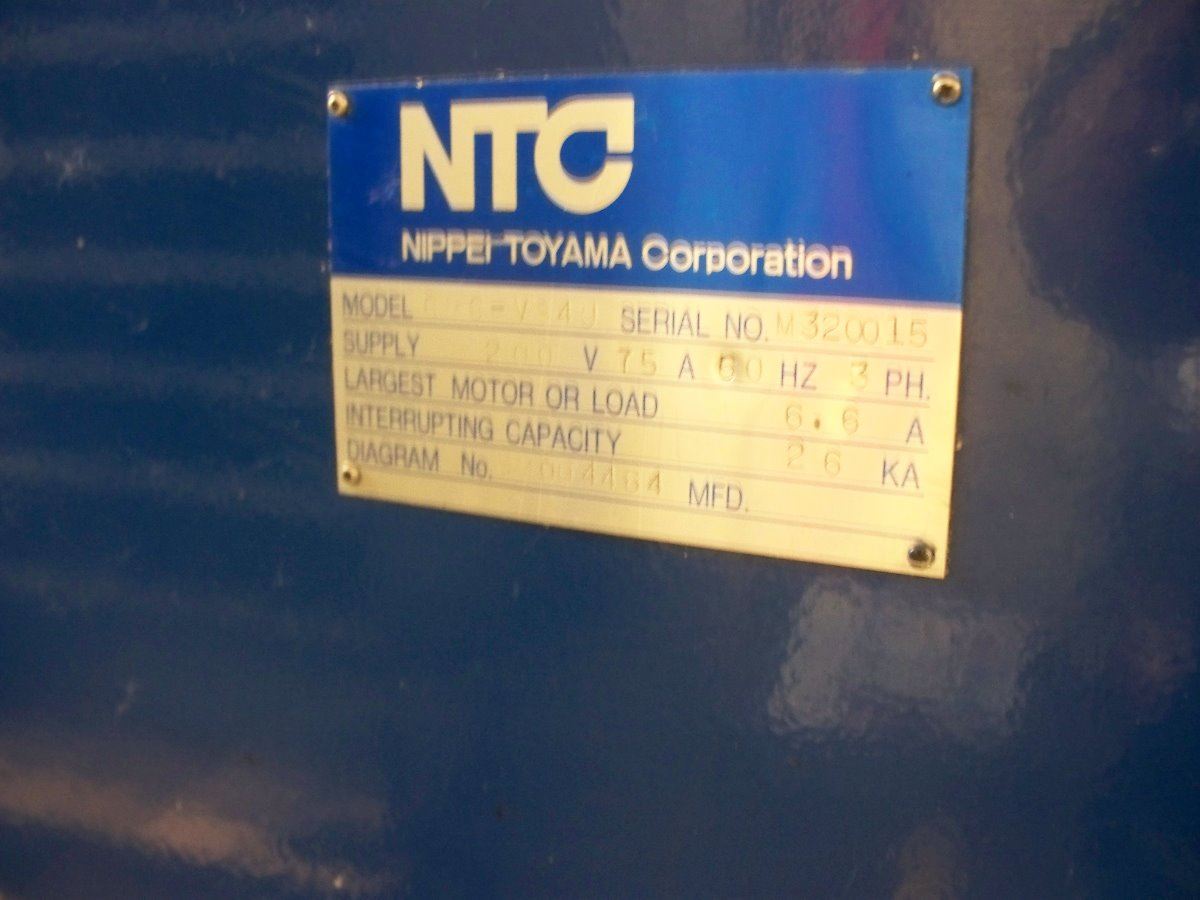 NTC
NIPPEI TOYAMA Corporation
MODEL SERIAL NO. M320015
SUPPLY 200 V 75 A 60 HZ 3 PH.
LARGEST MOTOR OR LOAD 6.6 A
INTERRUPTING CAPACITY 26 KA
DIAGRAM No. MFD.